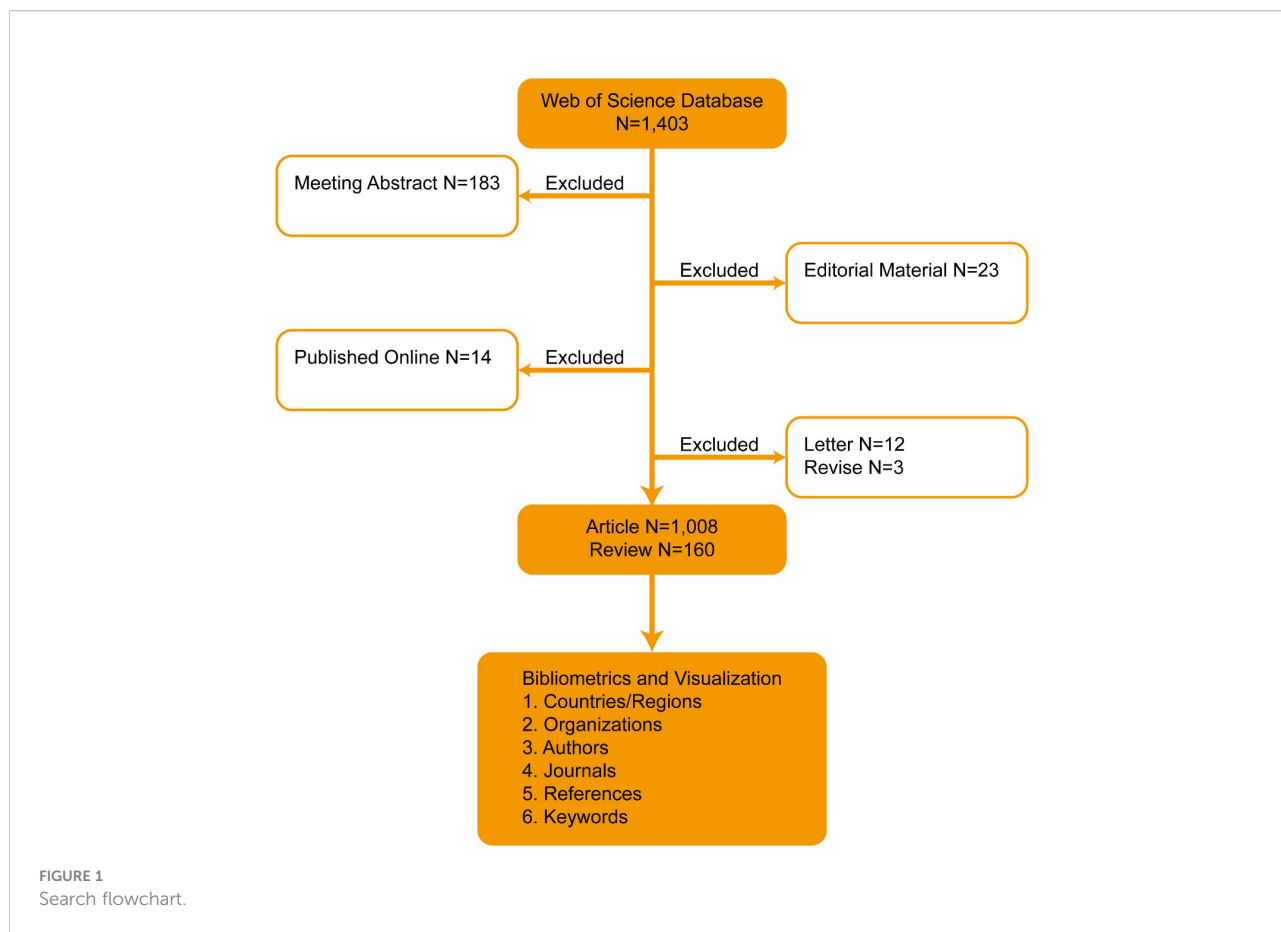 Web of Science Database
N=1,403
Meeting Abstract N=183
Excluded
Excluded
Editorial Material N=23
Published Online N=14
Excluded
Excluded
Letter N=12
Revise N=3
Article N=1,008
Review N=160
Bibliometrics and Visualization
1. Countries/Regions
2. Organizations
3. Authors
4. Journals
5. References
6. Keywords
FIGURE 1
Search flowchart.